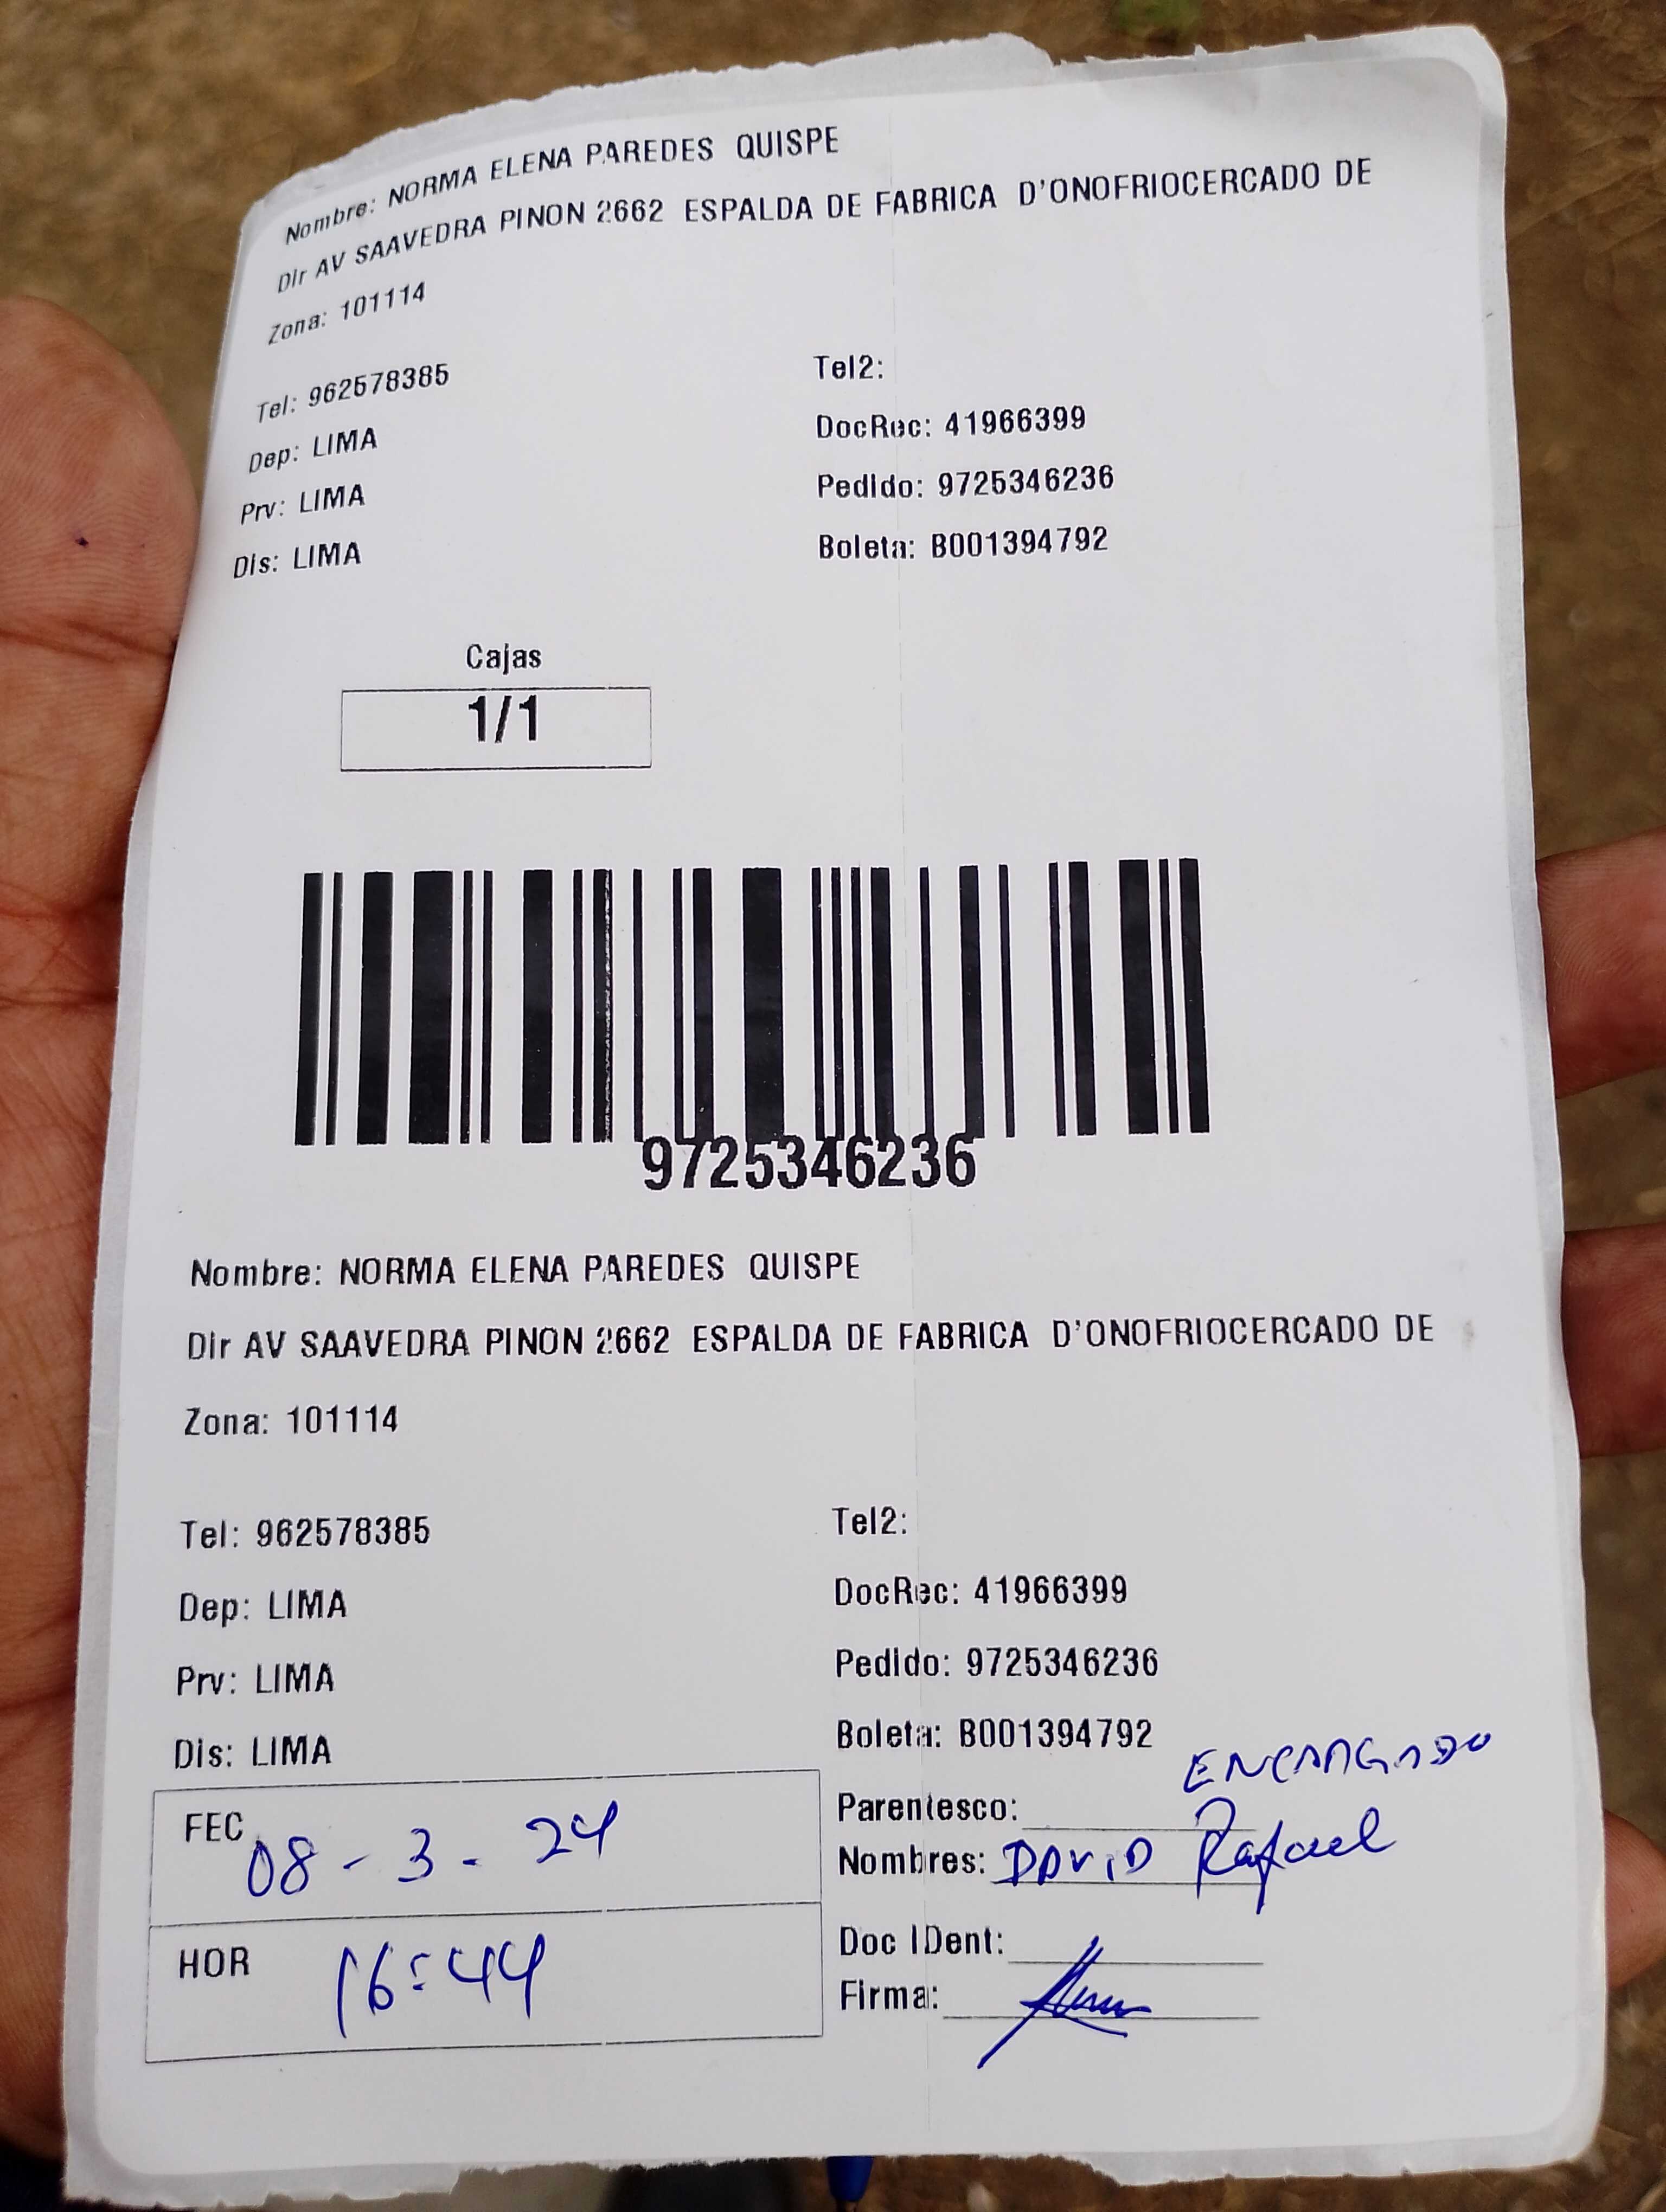 Nombre: NORMA ELENA PAREDES QUISPE
Dir AV SAAVEDRA PINON 2662 ESPALDA DE FABRICA D'ONOFRIOCERCADO DE
Zona: 101114
Tel: 962578385
Tel2:
Dep: LIMA
DocRec: 41966399
Prv: LIMA
Pedido: 9725346236
Dis: LIMA
Boleta: B001394792
Cajas
1/1
9725346236
Nombre: NORMA ELENA PAREDES QUISPE
Dir AV SAAVEDRA PINON 2662 ESPALDA DE FABRICA D'ONOFRIOCERCADO DE
Zona: 101114
Tel: 962578385
Tel2:
Dep: LIMA
DocRec: 41966399
Prv: LIMA
Pedido: 9725346236
Dis: LIMA
Boleta: B001394792
FEC 08-3-24
HOR 16:44
Parentesco: ENCARGADO
Nombres: DAVID Rafael
Doc IDent:
Firma: